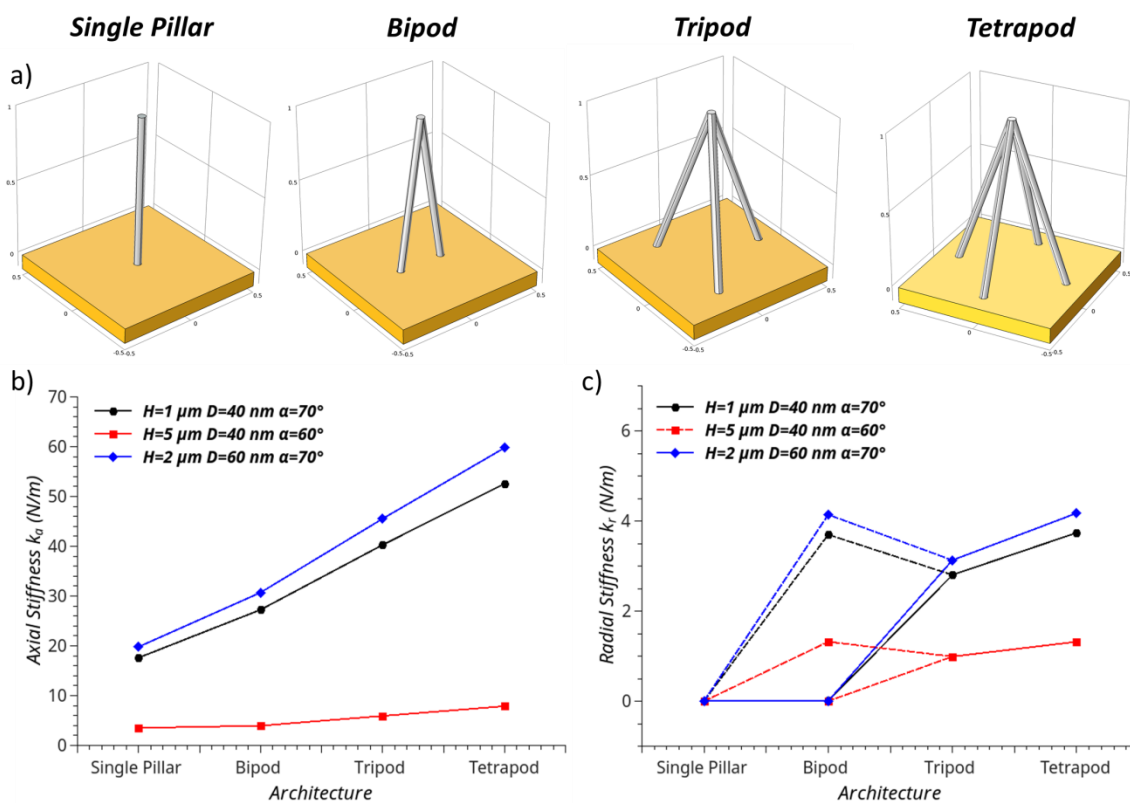 Single Pillar
Bipod
Tripod
Tetrapod
a)
1
0.5
0
0.5
0
-0.5
-0.5
0
0.5
1
0.5
0
0.5
0
-0.5
-0.5
0
0.5
1
0.5
0
0.5
0
-0.5
-0.5
0
0.5
1
0.5
0
0.5
0
-0.5
-0.5
0
0.5
b)
H=1 µm D=40 nm α=70°
H=5 µm D=40 nm α=60°
H=2 µm D=60 nm α=70°
Axial Stiffness kₐ (N/m)
70
60
50
40
30
20
10
0
Single Pillar
Bipod
Tripod
Tetrapod
Architecture
c)
H=1 µm D=40 nm α=70°
H=5 µm D=40 nm α=60°
H=2 µm D=60 nm α=70°
Radial Stiffness kᵣ (N/m)
6
4
2
0
Single Pillar
Bipod
Tripod
Tetrapod
Architecture